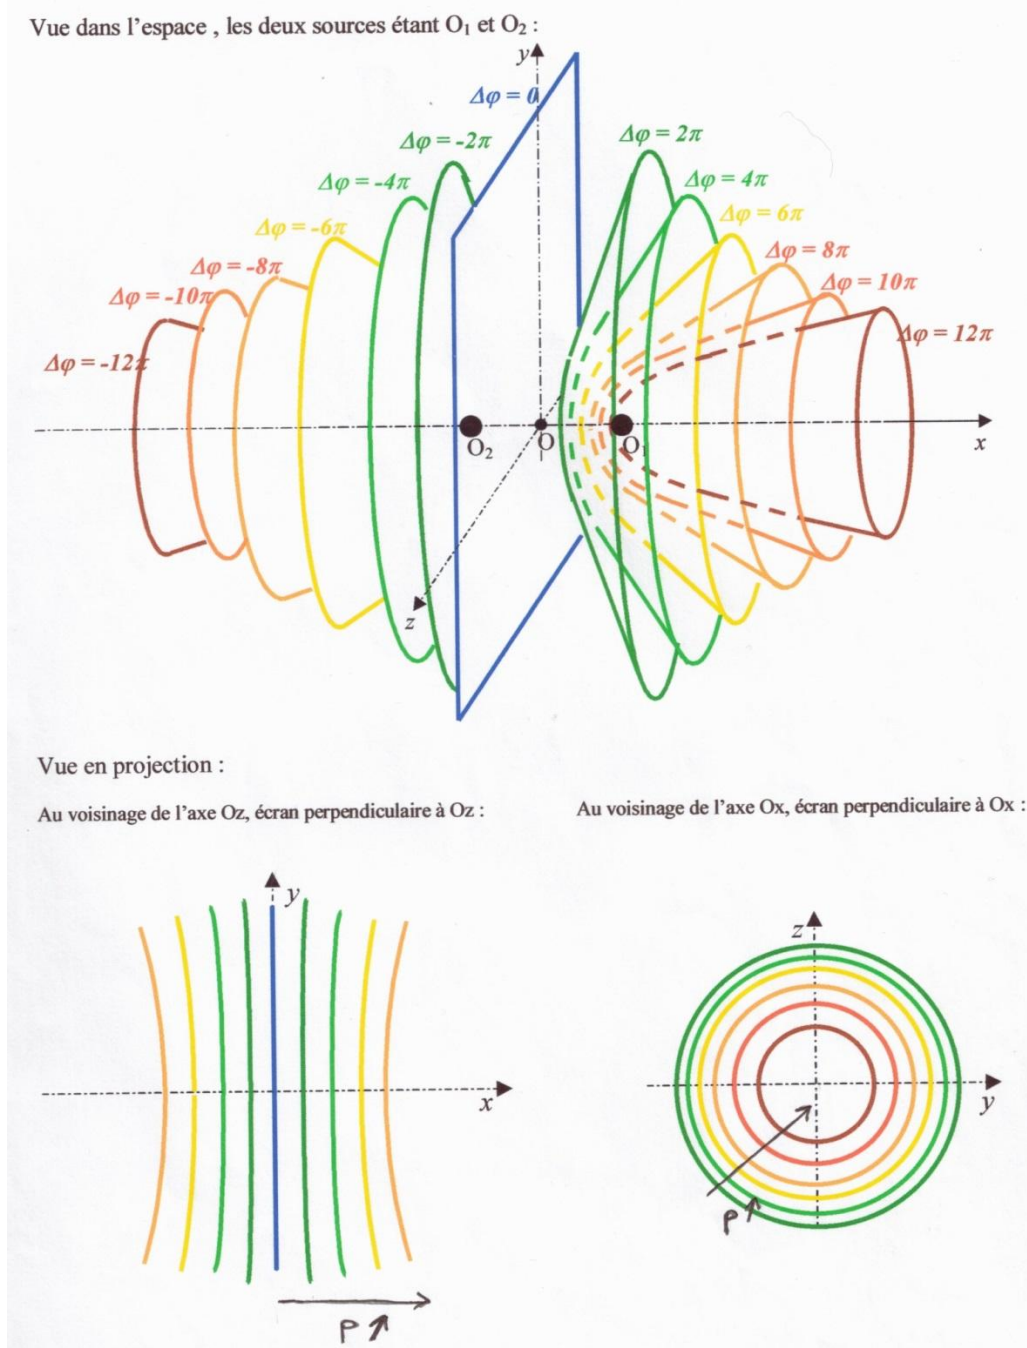 Vue dans l'espace , les deux sources étant O₁ et O₂ :
y
Δφ = 0
Δφ = -2π
Δφ = 2π
Δφ = -4π
Δφ = 4π
Δφ = -6π
Δφ = 6π
Δφ = -8π
Δφ = 8π
Δφ = -10π
Δφ = 10π
Δφ = -12π
Δφ = 12π
O₂
O
O₁
x
z
Vue en projection :
Au voisinage de l'axe Oz, écran perpendiculaire à Oz :
Au voisinage de l'axe Ox, écran perpendiculaire à Ox :
y
x
z
y
P↑
P↗